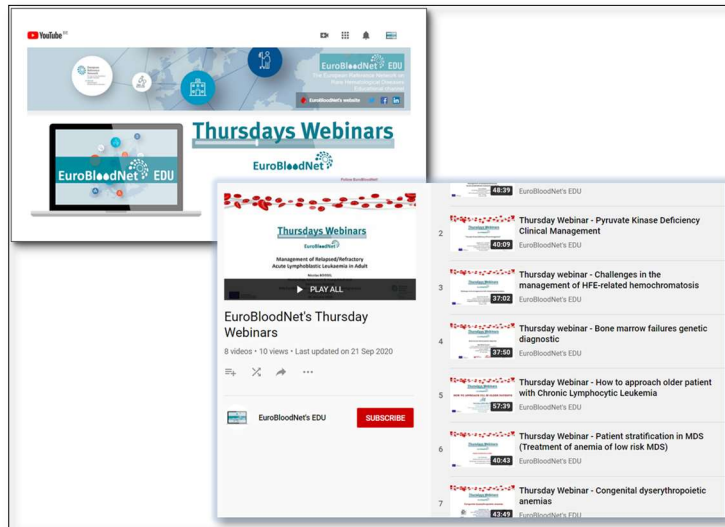 YouTube
EuroBloodNet EDU
The European Reference Network on
Rare Hematological Diseases
Educational channel
EuroBloodNet's website
Thursdays Webinars
EuroBloodNet
EuroBloodNet EDU
Follow EuroBloodNet!
Thursdays Webinars
EuroBloodNet
Management of Relapsed/Refractory
Acute Lymphoblastic Leukaemia in Adult
PLAY ALL
EuroBloodNet's Thursday
Webinars
8 videos • 10 views • Last updated on 21 Sep 2020
EuroBloodNet's EDU
SUBSCRIBE
48:39
EuroBloodNet's EDU
2
40:09
Thursday Webinar - Pyruvate Kinase Deficiency
Clinical Management
EuroBloodNet's EDU
3
37:02
Thursday webinar - Challenges in the
management of HFE-related hemochromatosis
EuroBloodNet's EDU
4
37:50
Thursday webinar - Bone marrow failures genetic
diagnostic
EuroBloodNet's EDU
5
57:39
Thursday Webinar - How to approach older patient
with Chronic Lymphocytic Leukemia
EuroBloodNet's EDU
6
40:43
Thursday Webinar - Patient stratification in MDS
(Treatment of anemia of low risk MDS)
EuroBloodNet's EDU
7
43:49
Thursday Webinar - Congenital dyserythropoietic
anemias
EuroBloodNet's EDU